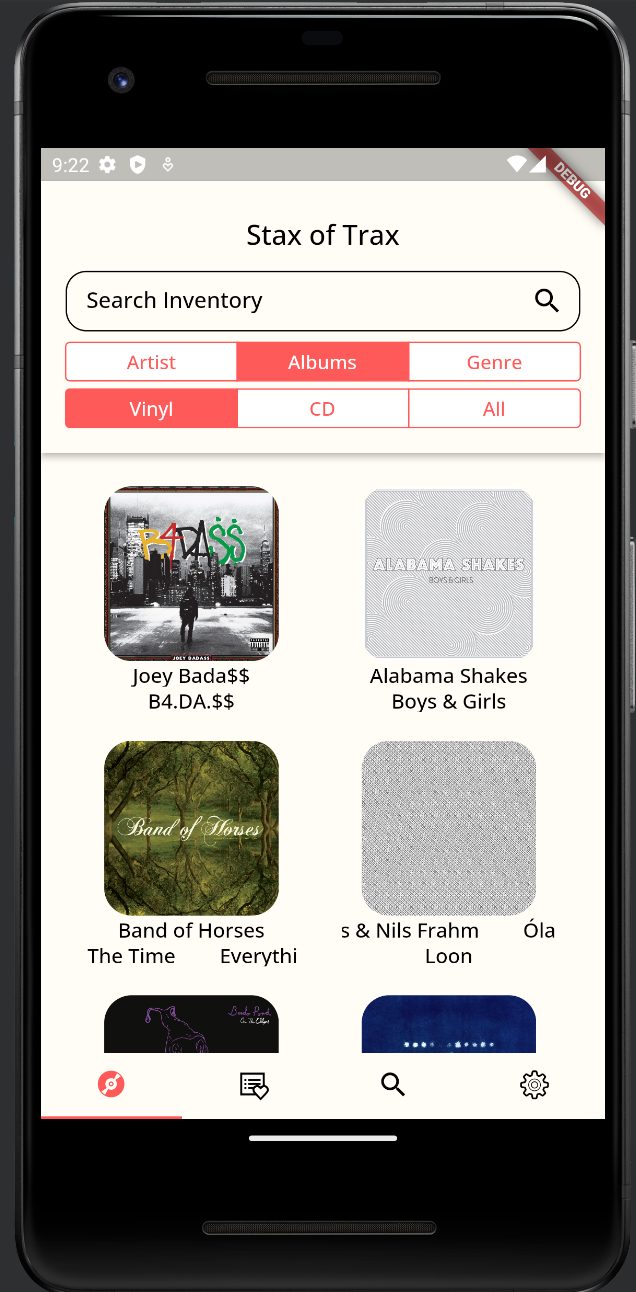 9:22
DEBUG
Stax of Trax
Search Inventory
Artist Albums Genre
Vinyl CD All
B4DA$$
JOEY BADA$$
ALABAMA SHAKES
BOYS & GIRLS
Joey Bada$$
B4.DA.$$
Alabama Shakes
Boys & Girls
Band of Horses
Band of Horses
The Time Everythi
s & Nils Frahm Óla
Loon